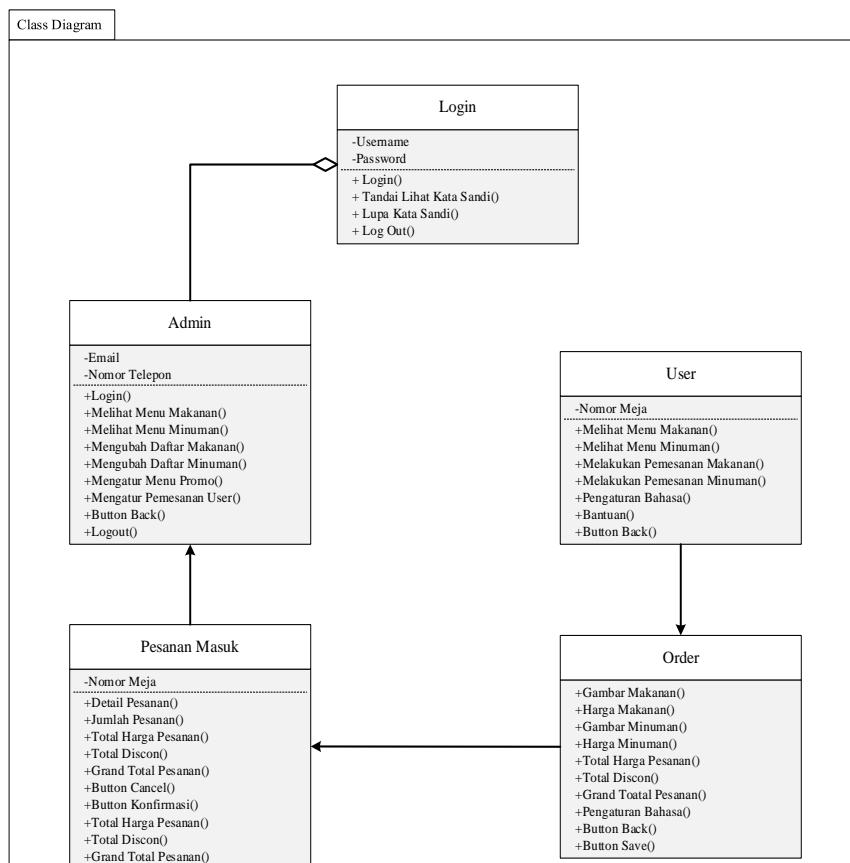 Class Diagram
Login
-Username
-Password
+ Login()
+ Tandai Lihat Kata Sandi()
+ Lupa Kata Sandi()
+ Log Out()
Admin
-Email
-Nomor Telepon
+Login()
+Melihat Menu Makanan()
+Melihat Menu Minuman()
+Mengubah Daftar Makanan()
+Mengubah Daftar Minuman()
+Mengatur Menu Promo()
+Mengatur Pemesanan User()
+Button Back()
+Logout()
User
-Nomor Meja
+Melihat Menu Makanan()
+Melihat Menu Minuman()
+Melakukan Pemesanan Makanan()
+Melakukan Pemesanan Minuman()
+Pengaturan Bahasa()
+Bantuan()
+Button Back()
Pesanan Masuk
-Nomor Meja
+Detail Pesanan()
+Jumlah Pesanan()
+Total Harga Pesanan()
+Total Discon()
+Grand Total Pesanan()
+Button Cancel()
+Button Konfirmasi()
+Total Harga Pesanan()
+Total Discon()
+Grand Total Pesanan()
Order
+Gambar Makanan()
+Harga Makanan()
+Gambar Minuman()
+Harga Minuman()
+Total Harga Pesanan()
+Total Discon()
+Grand Toatal Pesanan()
+Pengaturan Bahasa()
+Button Back()
+Button Save()